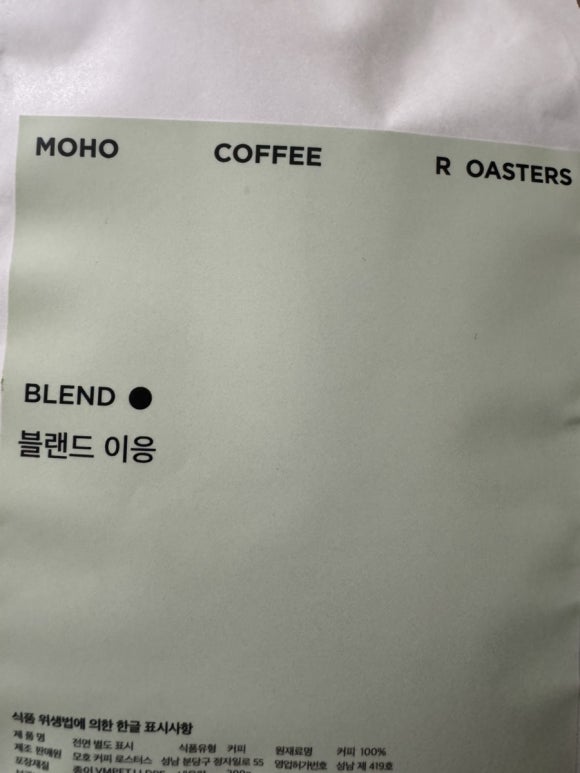 MOHO COFFEE R OASTERS
BLEND ●
블랜드 이응
식품 위생법에 의한 한글 표시사항
제 품 명 전면 별도 표시 식품유형 커피 원재료명 커피 100%
제조 판매원 모호 커피 로스터스 성남 분당구 정자일로 55 영업허가번호 성남 제 419호
포장재질